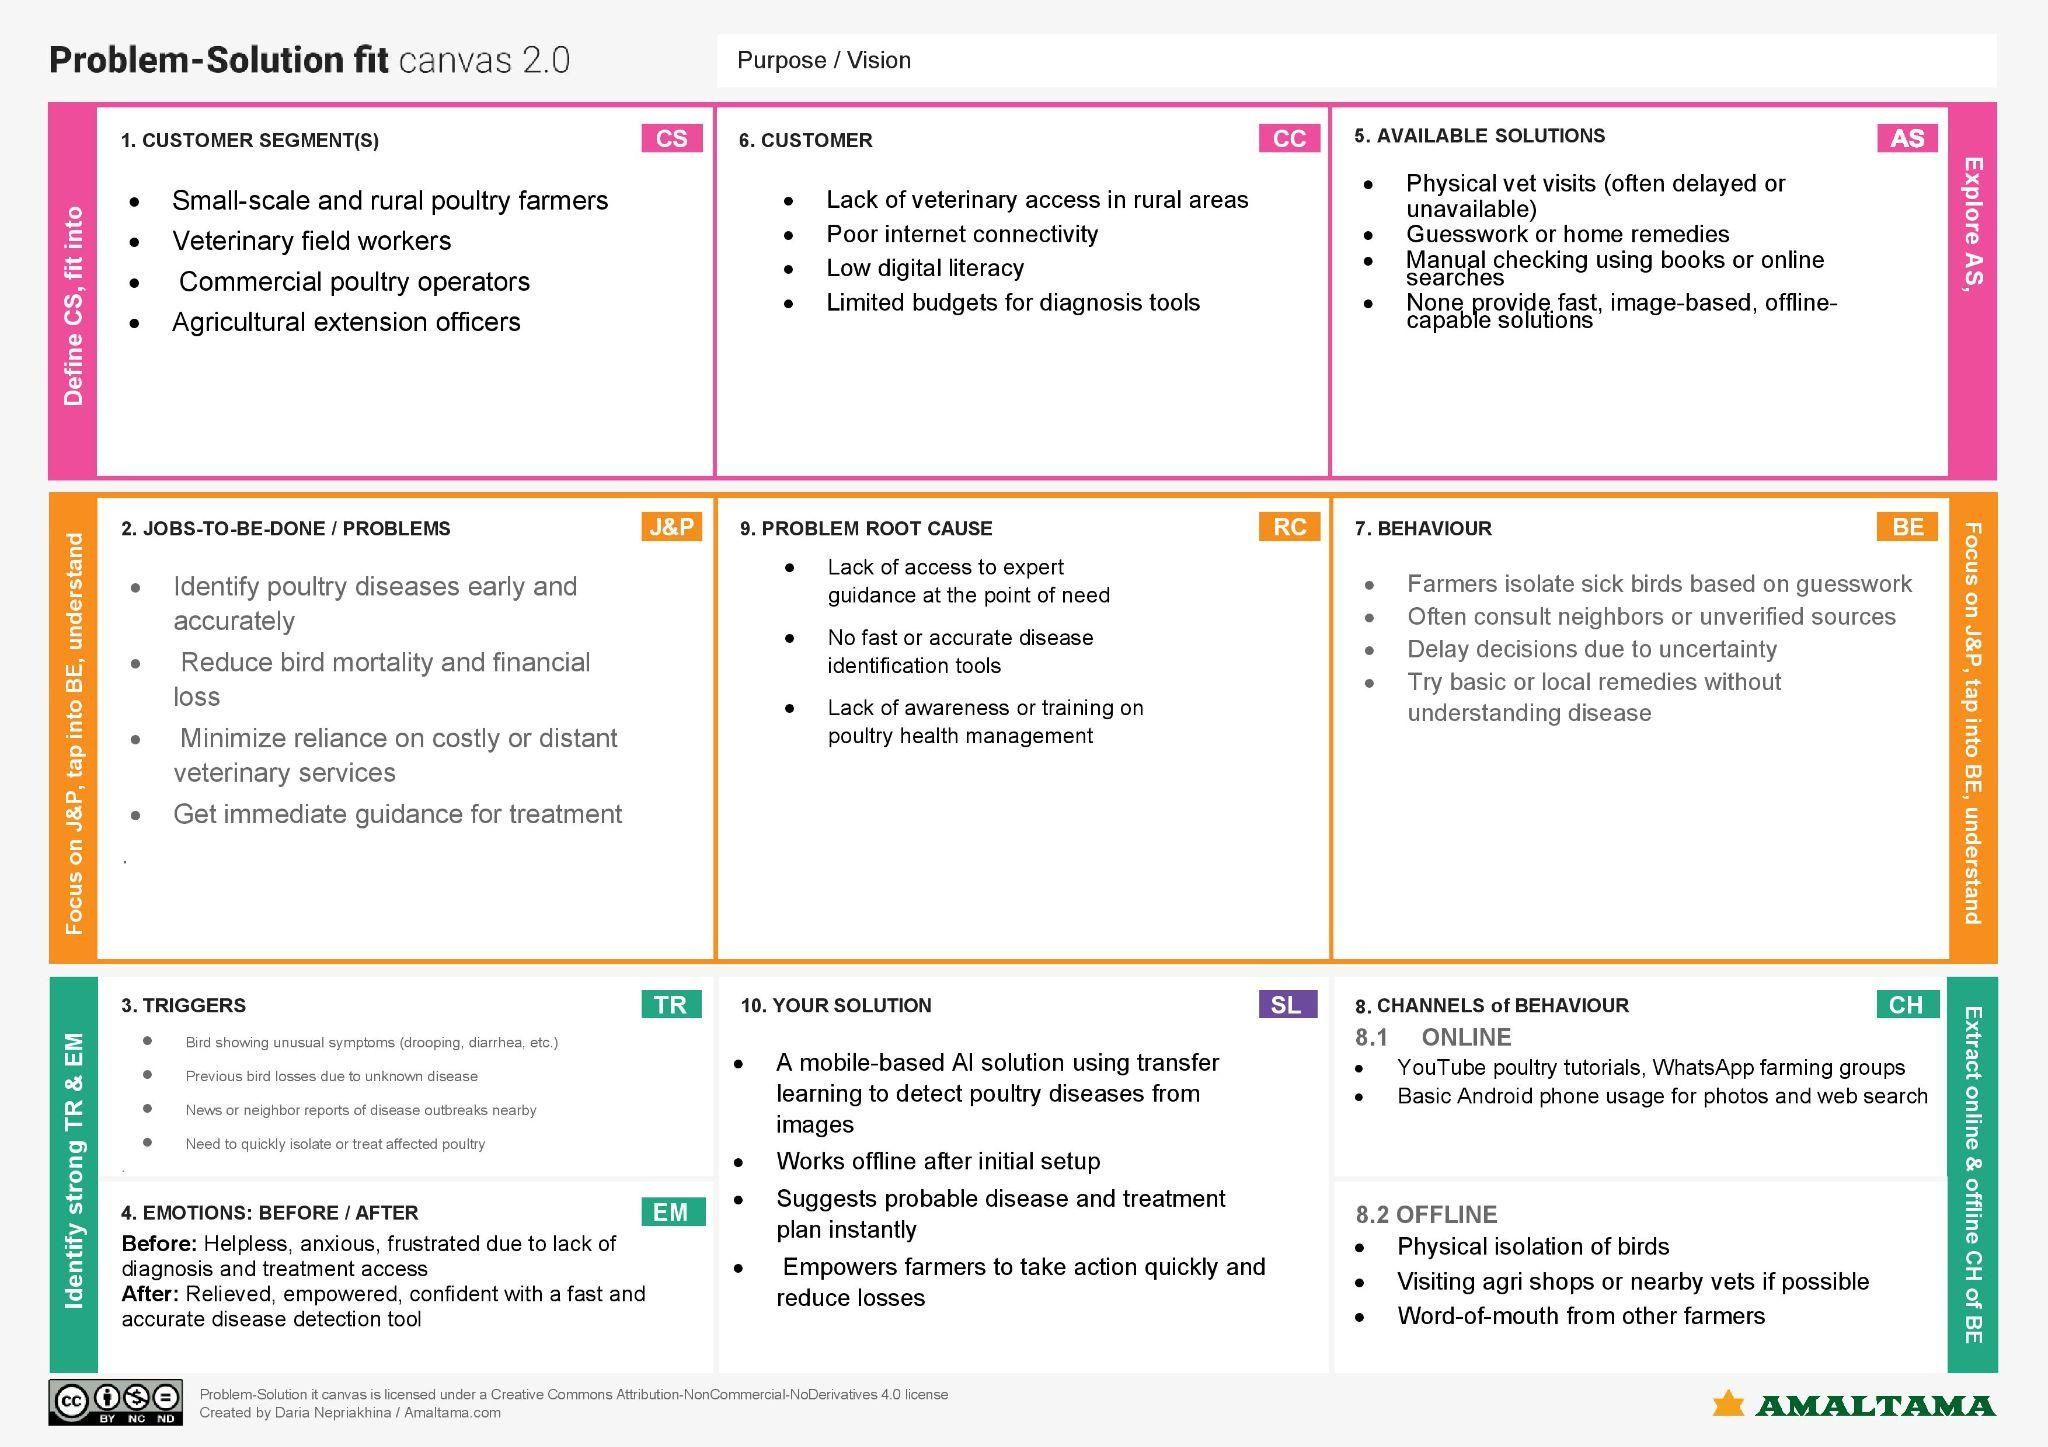 Problem-Solution fit canvas 2.0
Purpose / Vision
Define CS, fit into
1. CUSTOMER SEGMENT(S)
CS
• Small-scale and rural poultry farmers
• Veterinary field workers
• Commercial poultry operators
• Agricultural extension officers
6. CUSTOMER
CC
• Lack of veterinary access in rural areas
• Poor internet connectivity
• Low digital literacy
• Limited budgets for diagnosis tools
5. AVAILABLE SOLUTIONS
AS
• Physical vet visits (often delayed or
unavailable)
• Guesswork or home remedies
• Manual checking using books or online
searches
• None provide fast, image-based, offline-
capable solutions
Explore AS,
Focus on J&P, tap into BE, understand
2. JOBS-TO-BE-DONE / PROBLEMS
J&P
• Identify poultry diseases early and
accurately
• Reduce bird mortality and financial
loss
• Minimize reliance on costly or distant
veterinary services
• Get immediate guidance for treatment
.
9. PROBLEM ROOT CAUSE
RC
• Lack of access to expert
guidance at the point of need
• No fast or accurate disease
identification tools
• Lack of awareness or training on
poultry health management
7. BEHAVIOUR
BE
• Farmers isolate sick birds based on guesswork
• Often consult neighbors or unverified sources
• Delay decisions due to uncertainty
• Try basic or local remedies without
understanding disease
Focus on J&P, tap into BE, understand
Identify strong TR & EM
3. TRIGGERS
TR
• Bird showing unusual symptoms (drooping, diarrhea, etc.)
• Previous bird losses due to unknown disease
• News or neighbor reports of disease outbreaks nearby
• Need to quickly isolate or treat affected poultry
.
4. EMOTIONS: BEFORE / AFTER
EM
Before: Helpless, anxious, frustrated due to lack of
diagnosis and treatment access
After: Relieved, empowered, confident with a fast and
accurate disease detection tool
10. YOUR SOLUTION
SL
• A mobile-based AI solution using transfer
learning to detect poultry diseases from
images
• Works offline after initial setup
• Suggests probable disease and treatment
plan instantly
• Empowers farmers to take action quickly and
reduce losses
8. CHANNELS of BEHAVIOUR
CH
8.1 ONLINE
• YouTube poultry tutorials, WhatsApp farming groups
• Basic Android phone usage for photos and web search
8.2 OFFLINE
• Physical isolation of birds
• Visiting agri shops or nearby vets if possible
• Word-of-mouth from other farmers
Extract online & offline CH of BE
cc BY NC ND
Problem-Solution it canvas is licensed under a Creative Commons Attribution-NonCommercial-NoDerivatives 4.0 license
Created by Daria Nepriakhina / Amaltama.com
AMALTAMA